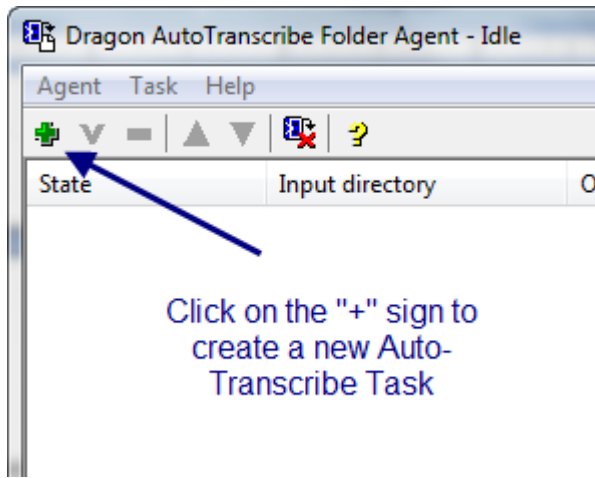 Dragon AutoTranscribe Folder Agent - Idle
Agent Task Help
State Input directory O
Click on the "+" sign to
create a new Auto-
Transcribe Task